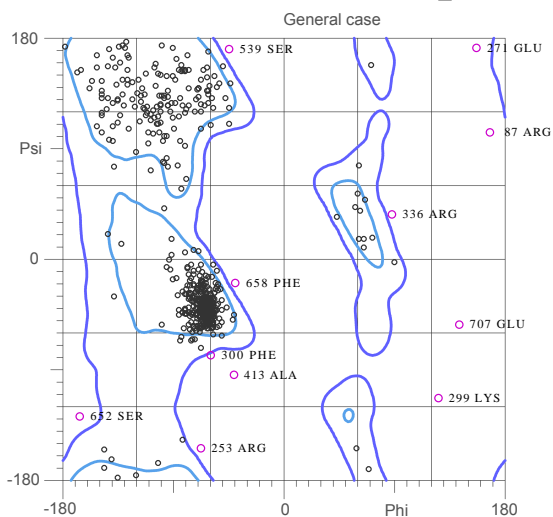 General case
180
539 SER
271 GLU
87 ARG
Psi
336 ARG
0
658 PHE
707 GLU
300 PHE
413 ALA
299 LYS
652 SER
253 ARG
-180
-180
0
Phi
180